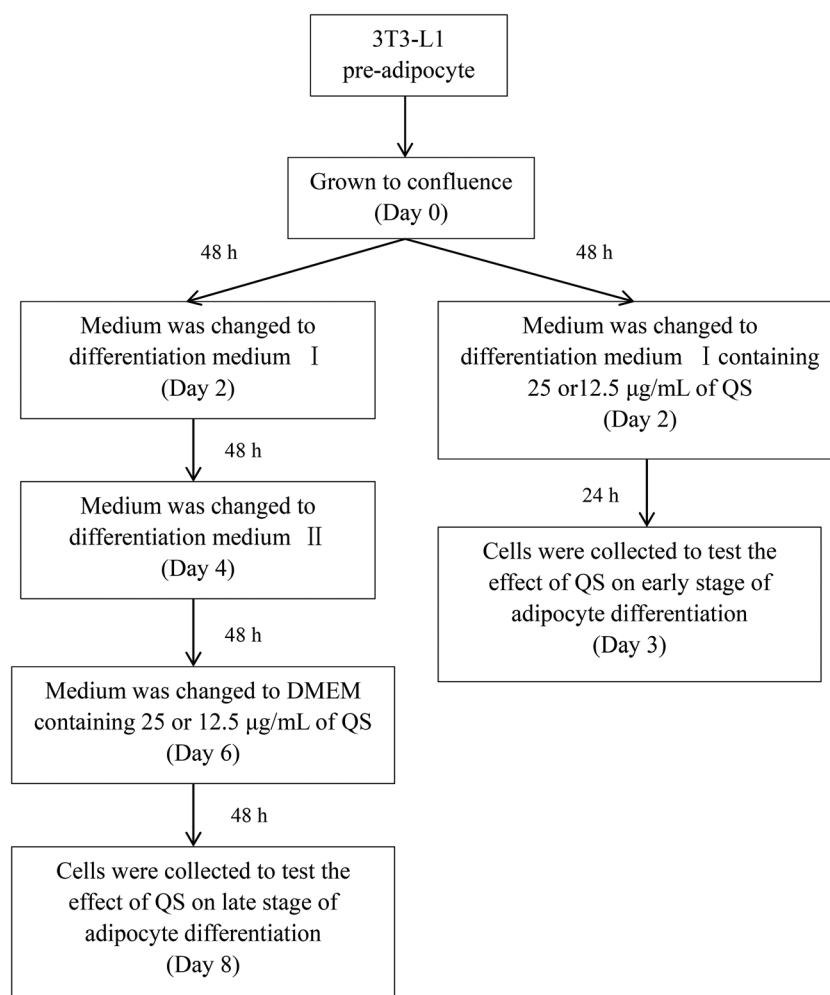 3T3-L1
pre-adipocyte
Grown to confluence
(Day 0)
48 h
48 h
Medium was changed to
differentiation medium Ⅰ
(Day 2)
Medium was changed to
differentiation medium Ⅰ containing
25 or12.5 μg/mL of QS
(Day 2)
48 h
24 h
Medium was changed to
differentiation medium Ⅱ
(Day 4)
Cells were collected to test the
effect of QS on early stage of
adipocyte differentiation
(Day 3)
48 h
Medium was changed to DMEM
containing 25 or 12.5 μg/mL of QS
(Day 6)
48 h
Cells were collected to test the
effect of QS on late stage of
adipocyte differentiation
(Day 8)